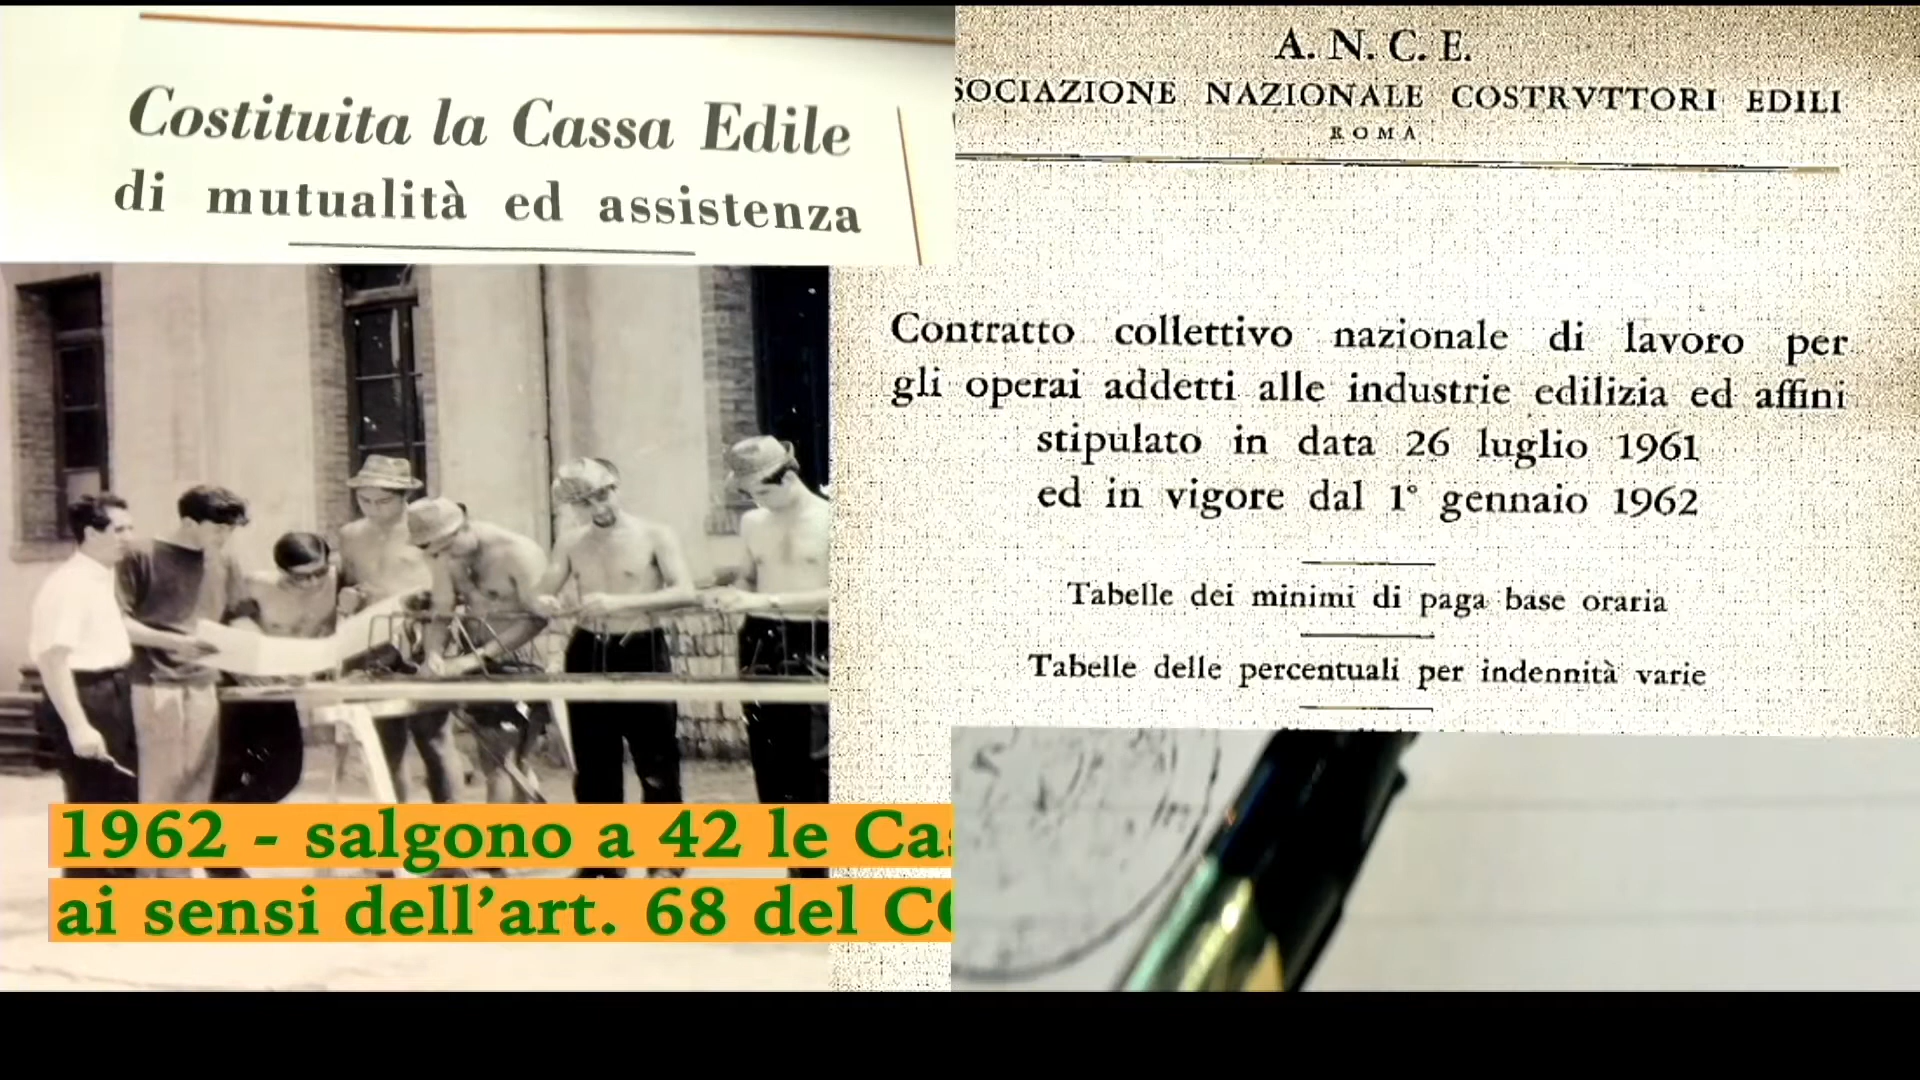 Costituita la Cassa Edile
di mutualità ed assistenza
A. N. C. E.
SOCIAZIONE NAZIONALE COSTRVTTORI EDILI
ROMA
Contratto collettivo nazionale di lavoro per
gli operai addetti alle industrie edilizia ed affini
stipulato in data 26 luglio 1961
ed in vigore dal 1° gennaio 1962
Tabelle dei minimi di paga base oraria
Tabelle delle percentuali per indennità varie
1962 - salgono a 42 le Cas
ai sensi dell'art. 68 del CC